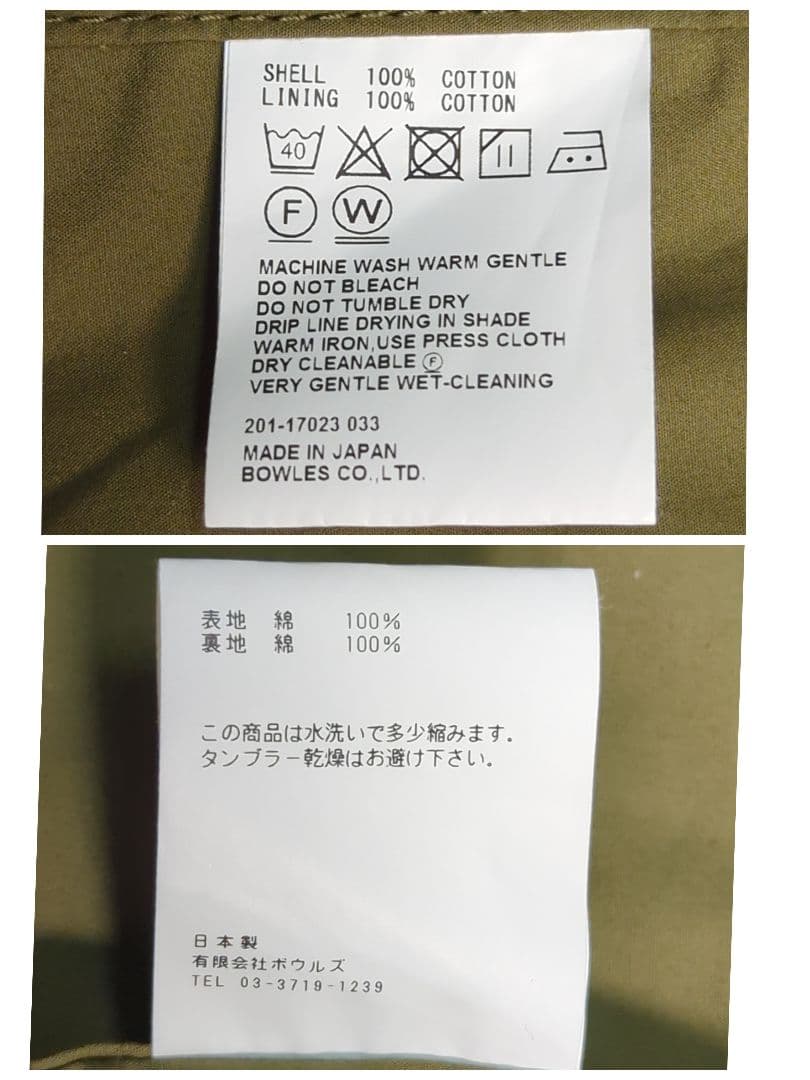 SHELL 100% COTTON
LINING 100% COTTON
40
F W
MACHINE WASH WARM GENTLE
DO NOT BLEACH
DO NOT TUMBLE DRY
DRIP LINE DRYING IN SHADE
WARM IRON,USE PRESS CLOTH
DRY CLEANABLE Ⓕ
VERY GENTLE WET-CLEANING
201-17023 033
MADE IN JAPAN
BOWLES CO.,LTD.
表地 綿 100%
裏地 綿 100%
この商品は水洗いで多少縮みます。
タンブラー乾燥はお避け下さい。
日本製
有限会社ボウルズ
TEL 03-3719-1239